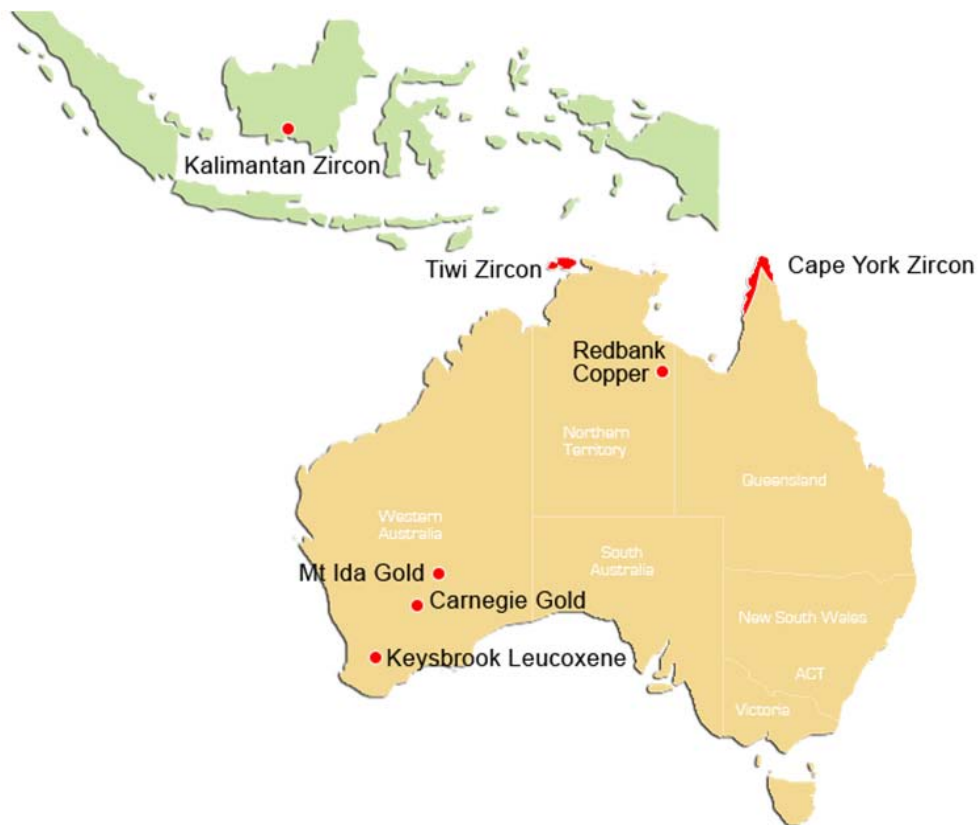 Kalimantan Zircon
Tiwi Zircon
Cape York Zircon
Redbank
Copper
Northern
Territory
Queensland
Western
Australia
South
Australia
Mt Ida Gold
Carnegie Gold
New South Wales
Keysbrook Leucoxene
ACT
Victoria